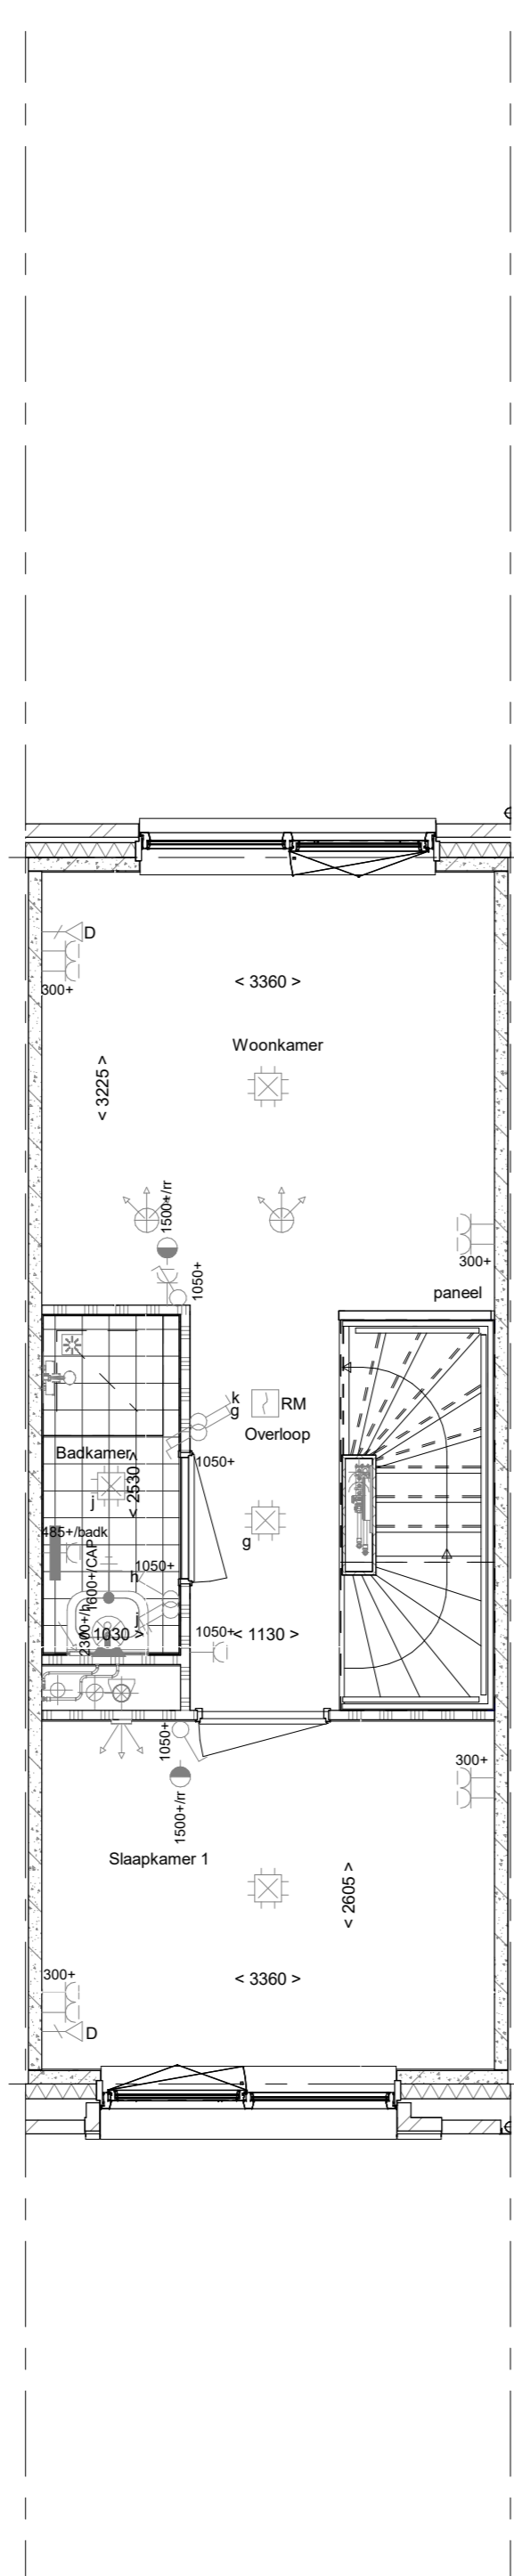 D
300+
< 3360 >
Woonkamer
< 3225 >
1500+/rr
1050+
300+
paneel
k
g
RM
Overloop
Badkamer
1050+
< 2530 >
j
g
485+/badk
1600+/CAP
1050+
h
j
2300+/h
1030 >
1050+
< 1130 >
1050+
1500+/rr
300+
Slaapkamer 1
< 2605 >
300+
< 3360 >
D